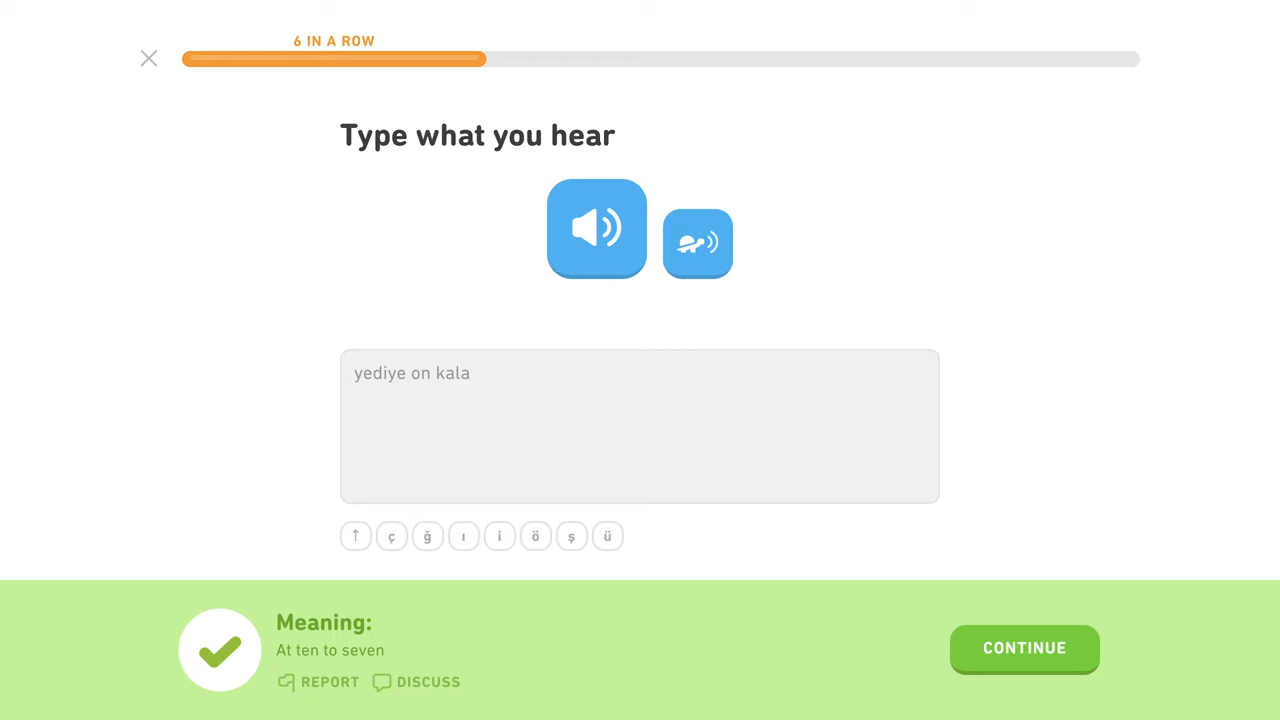 6 IN A ROW
Type what you hear
yediye on kala
↑ ç ğ ı i ö ş ü
Meaning:
At ten to seven
REPORT DISCUSS
CONTINUE